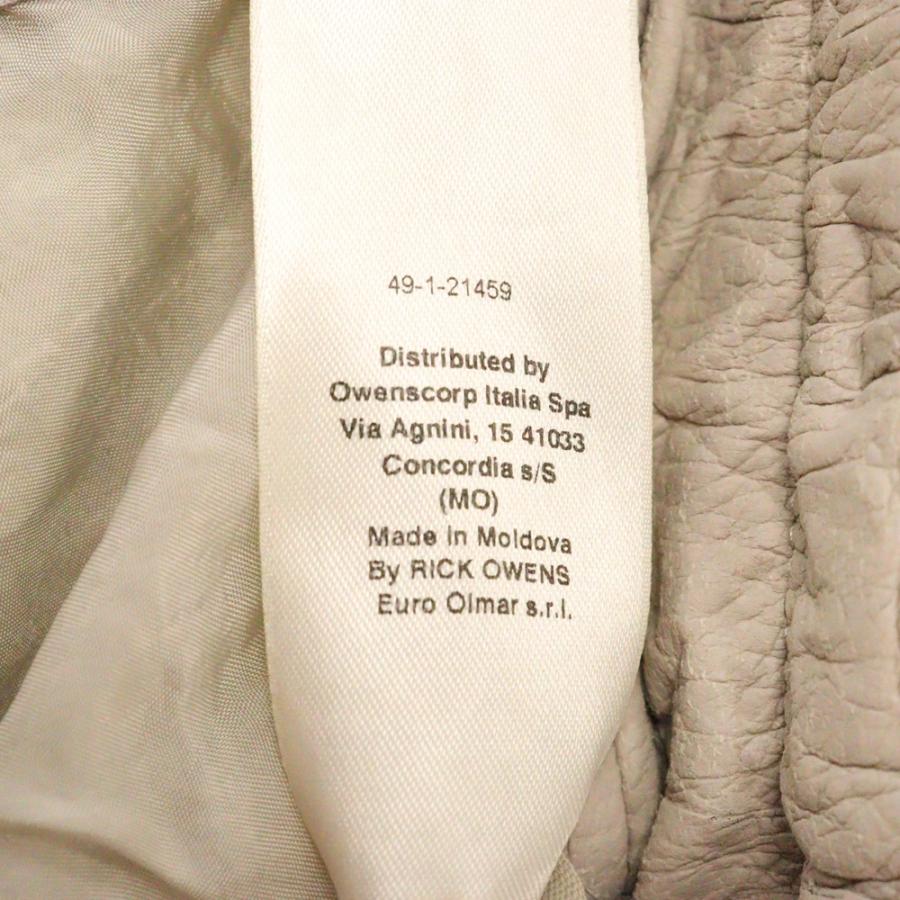 49-1-21459
Distributed by
Owenscorp Italia Spa
Via Agnini, 15 41033
Concordia s/S
(MO)
Made in Moldova
By RICK OWENS
Euro Olmar s.r.l.